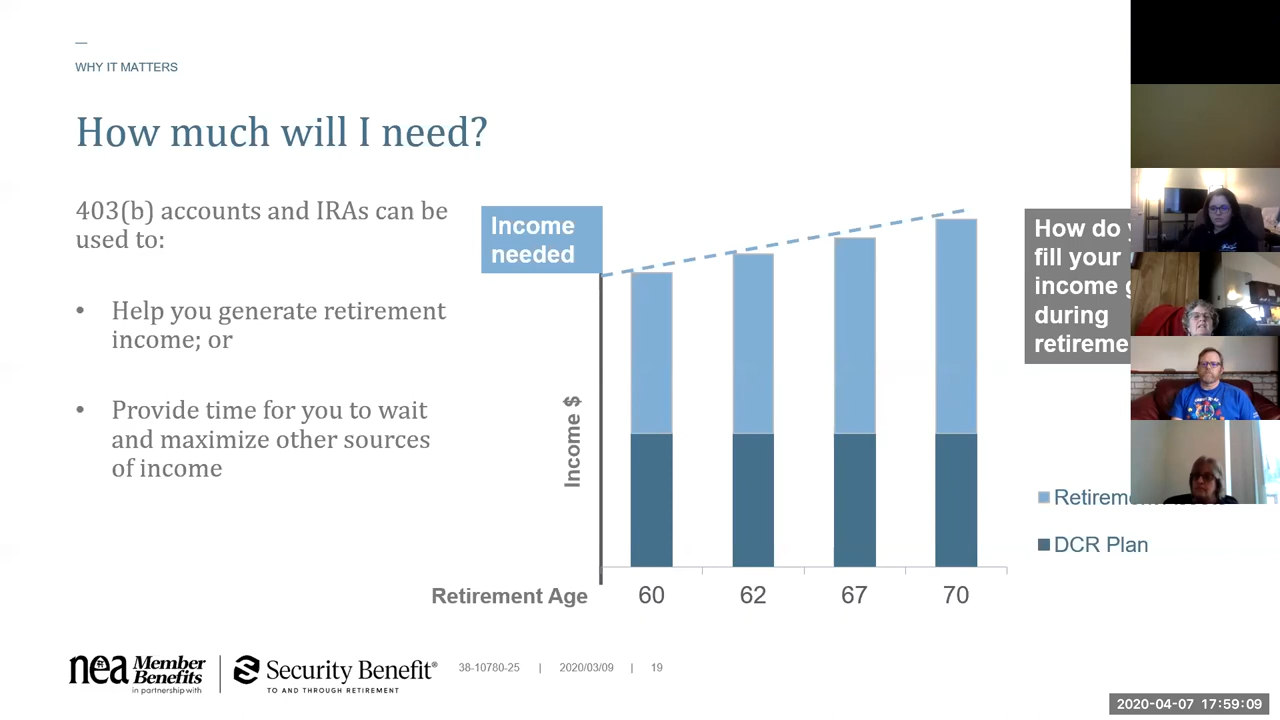 WHY IT MATTERS
How much will I need?
403(b) accounts and IRAs can be
used to:
• Help you generate retirement
income; or
• Provide time for you to wait
and maximize other sources
of income
Income
needed
Income $
Retirement Age
60
62
67
70
How do
fill your
income
during
DCR Plan
nea Member
Benefits
in partnership with
Security Benefit®
TO AND THROUGH RETIREMENT
38-10780-25 | 2020/03/09 | 19
2020-04-07 17:59:09